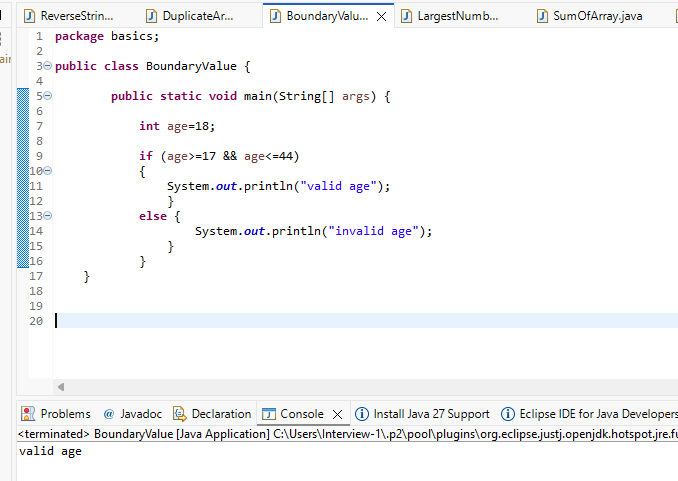 ReverseStrin... DuplicateAr... BoundaryValu... LargestNumb... SumOfArray.java
1 package basics;
2
3 public class BoundaryValue {
4
5 public static void main(String[] args) {
6
7 int age=18;
8
9 if (age>=17 && age<=44)
10 {
11 System.out.println("valid age");
12 }
13 else {
14 System.out.println("invalid age");
15 }
16 }
17 }
18
19
20
Problems @ Javadoc Declaration Console Install Java 27 Support Eclipse IDE for Java Developers
<terminated> BoundaryValue [Java Application] C:\Users\Interview-1\.p2\pool\plugins\org.eclipse.justj.openjdk.hotspot.jre.fu
valid age